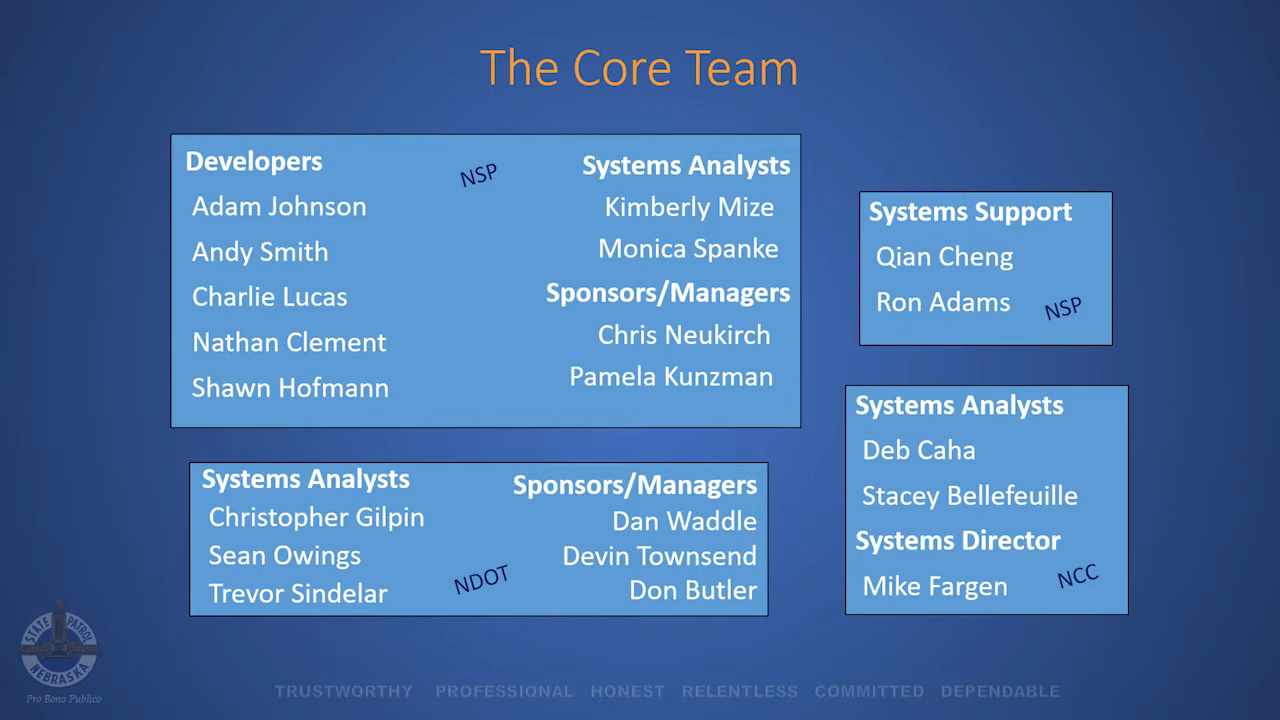 The Core Team
Developers
Adam Johnson
Andy Smith
Charlie Lucas
Nathan Clement
Shawn Hofmann
NSP
Systems Analysts
Kimberly Mize
Monica Spanke
Sponsors/Managers
Chris Neukirch
Pamela Kunzman
Systems Support
Qian Cheng
Ron Adams
NSP
Systems Analysts
Christopher Gilpin
Sean Owings
Trevor Sindelar
NDOT
Sponsors/Managers
Dan Waddle
Devin Townsend
Don Butler
Systems Analysts
Deb Caha
Stacey Bellefeuille
Systems Director
Mike Fargen
NCC
STATE PATROL
NEBRASKA
Pro Bono Publico
TRUSTWORTHY PROFESSIONAL HONEST RELENTLESS COMMITTED DEPENDABLE